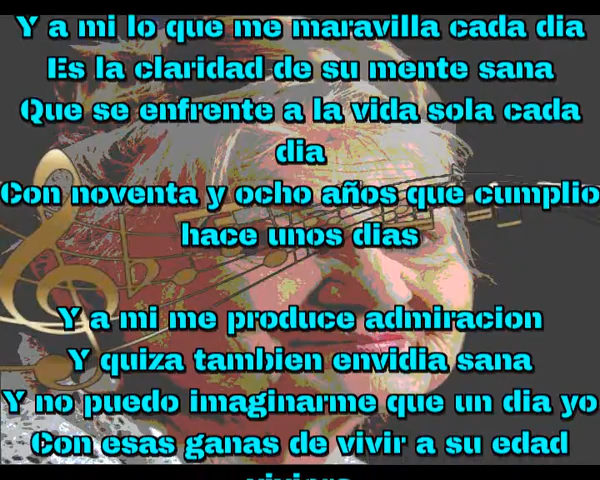 Y a mi lo que me maravilla cada dia
Es la claridad de su mente sana
Que se enfrente a la vida sola cada
dia
Con noventa y ocho años que cumplio
hace unos dias
Y a mi me produce admiracion
Y quiza tambien envidia sana
Y no puedo imaginarme que un dia yo
Con esas ganas de vivir a su edad